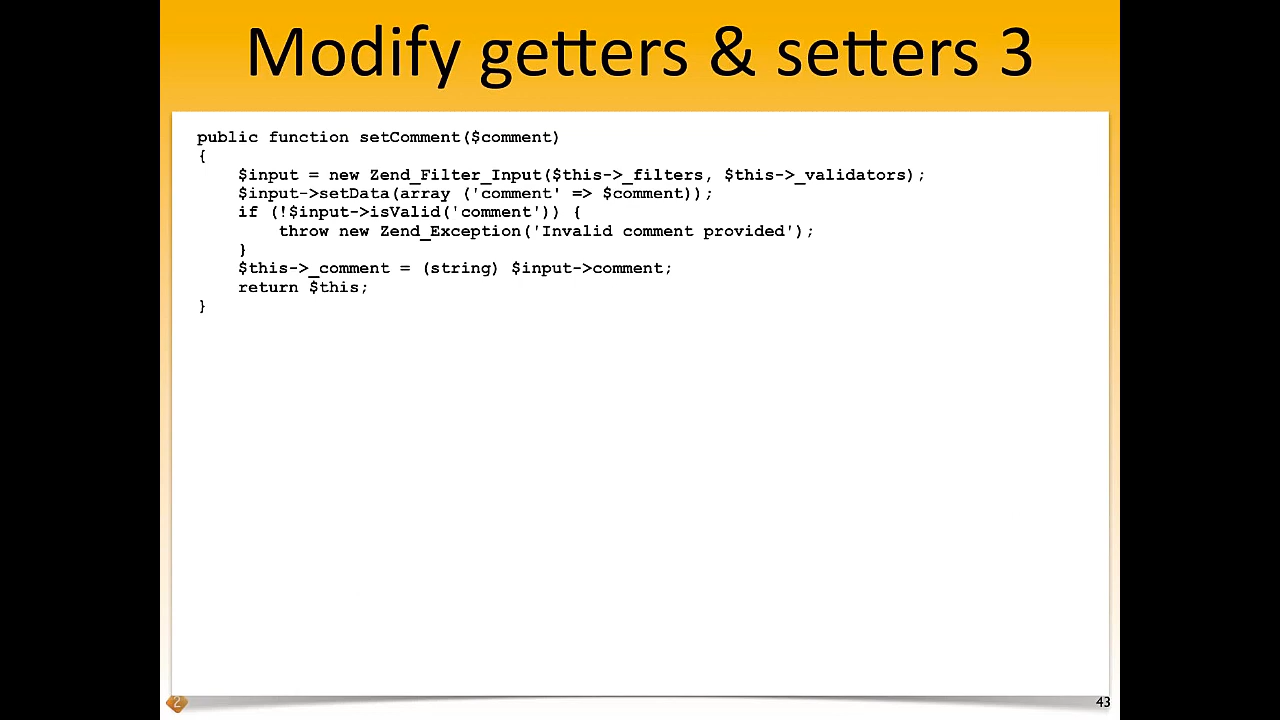 Modify getters & setters 3
public function setComment($comment)
{
    $input = new Zend_Filter_Input($this->_filters, $this->_validators);
    $input->setData(array ('comment' => $comment));
    if (!$input->isValid('comment')) {
        throw new Zend_Exception('Invalid comment provided');
    }
    $this->_comment = (string) $input->comment;
    return $this;
}
2
43